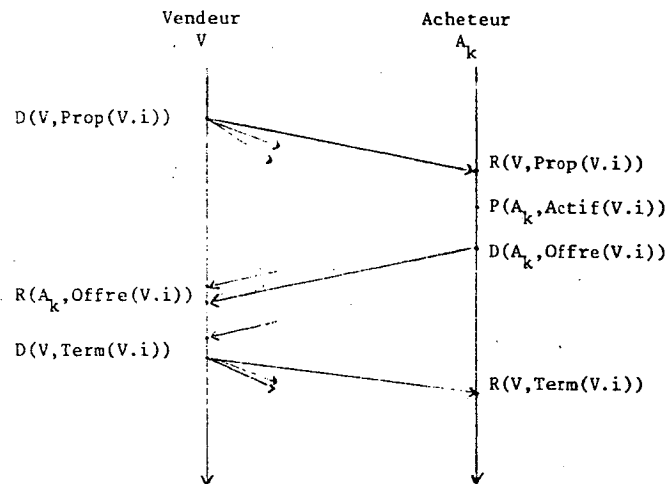 Vendeur
V
Acheteur
A_k
D(V,Prop(V.i))
R(V,Prop(V.i))
P(A_k,Actif(V.i))
D(A_k,Offre(V.i))
R(A_k,Offre(V.i))
D(V,Term(V.i))
R(V,Term(V.i))